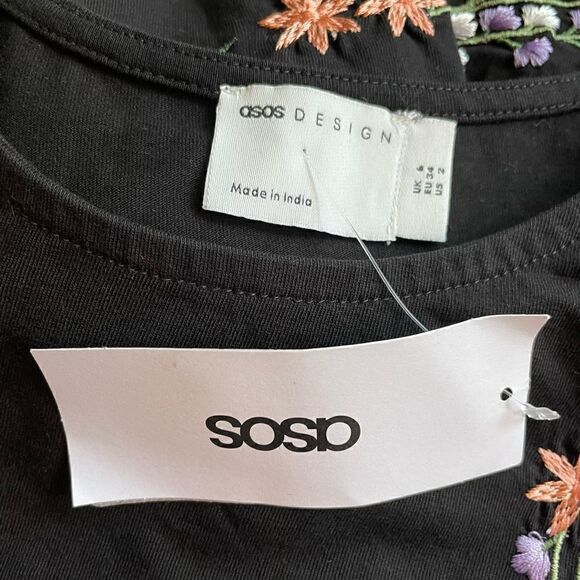 asos DESIGN
Made in India
UK 6
EU 34
US 2
asos